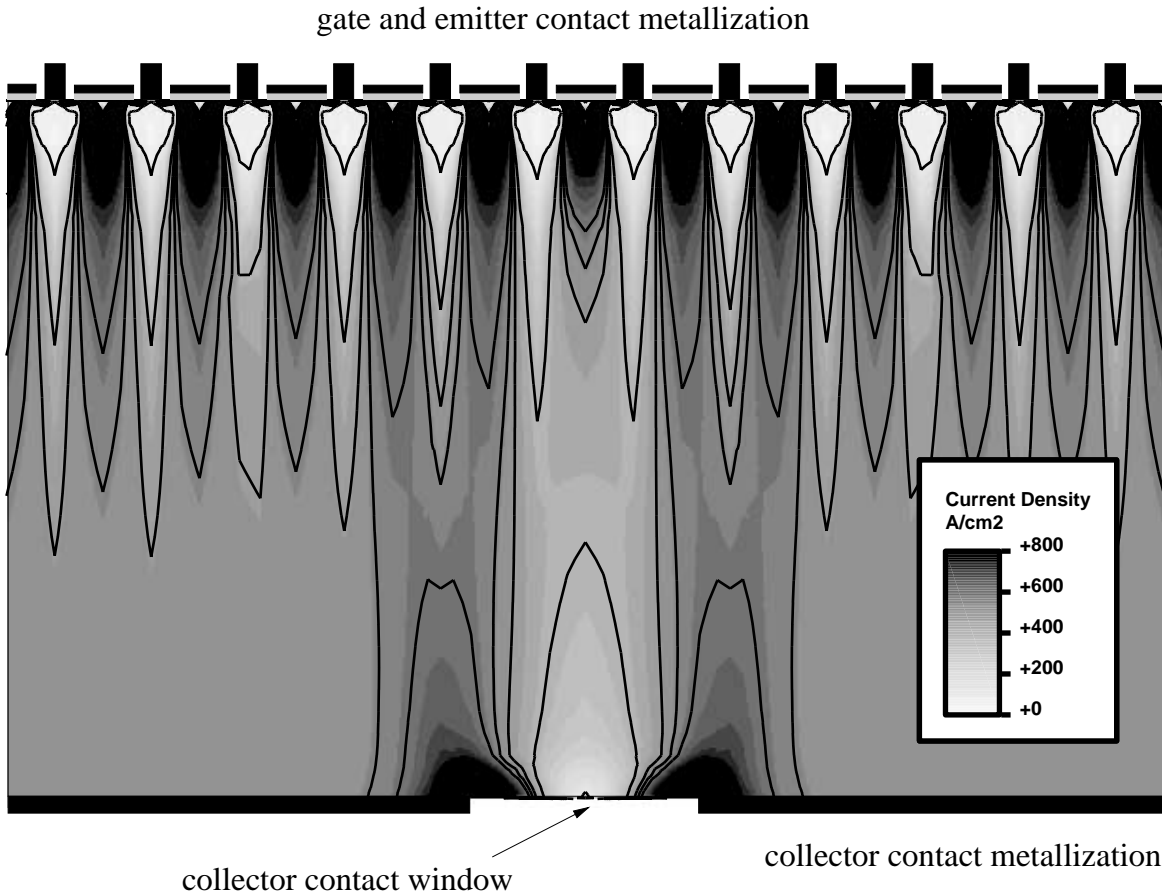 gate and emitter contact metallization
Current Density
A/cm2
+800
+600
+400
+200
+0
collector contact metallization
collector contact window